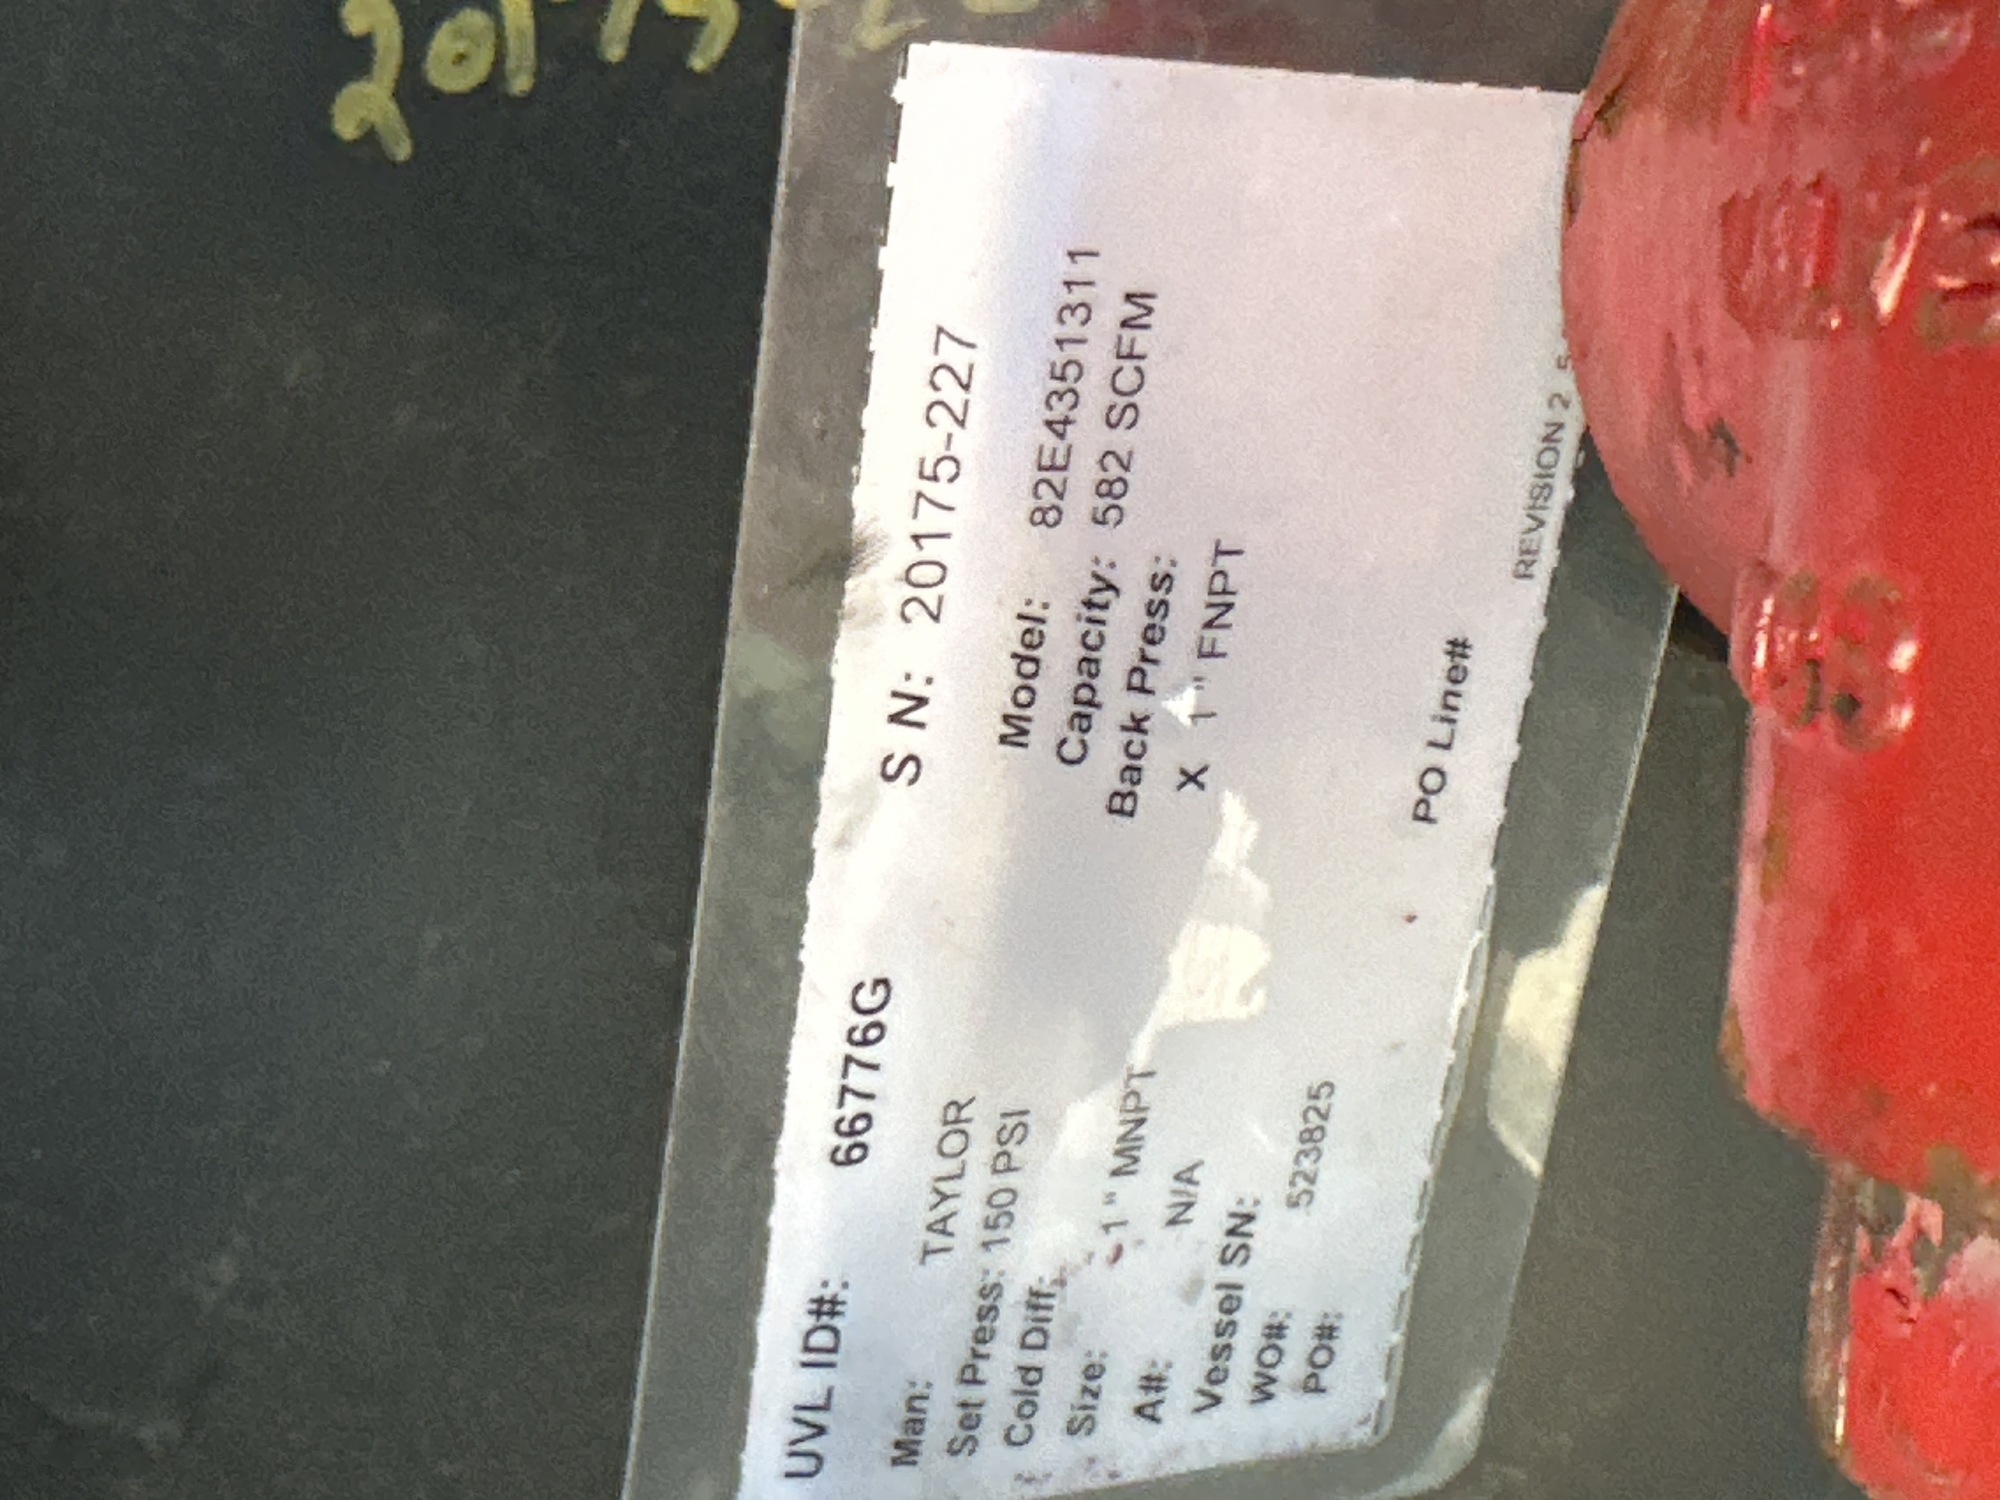 UVL ID#: 66776G S N: 20175-227
Man: TAYLOR Model: 82E4351311
Set Press: 150 PSI Capacity: 582 SCFM
Cold Diff: Back Press:
Size: 1 " MNPT X 1 " FNPT
A#: N/A
Vessel SN:
WO#: 523825
PO#: PO Line#
REVISION 2.5